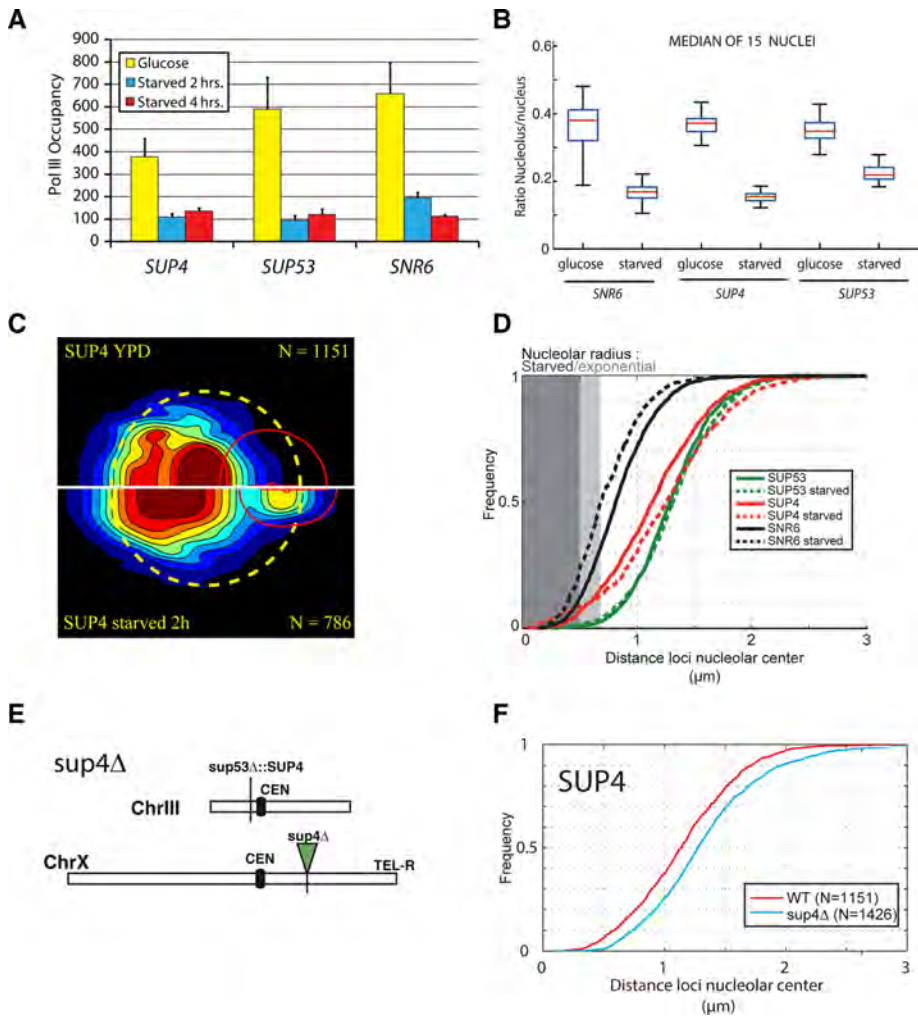 A
900
800
700
600
500
400
300
200
100
0
Pol III Occupancy
Glucose
Starved 2 hrs.
Starved 4 hrs.
SUP4
SUP53
SNR6
B
MEDIAN OF 15 NUCLEI
0.6
0.4
0.2
0
Ratio Nucleolus/nucleus
glucose starved glucose starved glucose starved
SNR6
SUP4
SUP53
C
SUP4 YPD
N = 1151
SUP4 starved 2h
N = 786
D
Nucleolar radius :
Starved/exponential
1
0.5
0
Frequency
SUP53
SUP53 starved
SUP4
SUP4 starved
SNR6
SNR6 starved
0 1 2 3
Distance loci nucleolar center
(μm)
E
sup4Δ
sup53Δ::SUP4
CEN
ChrIII
sup4Δ
ChrX
CEN
TEL-R
F
SUP4
1
0.5
0
Frequency
WT (N=1151)
sup4Δ (N=1426)
0 1 2 3
Distance loci nucleolar center
(μm)